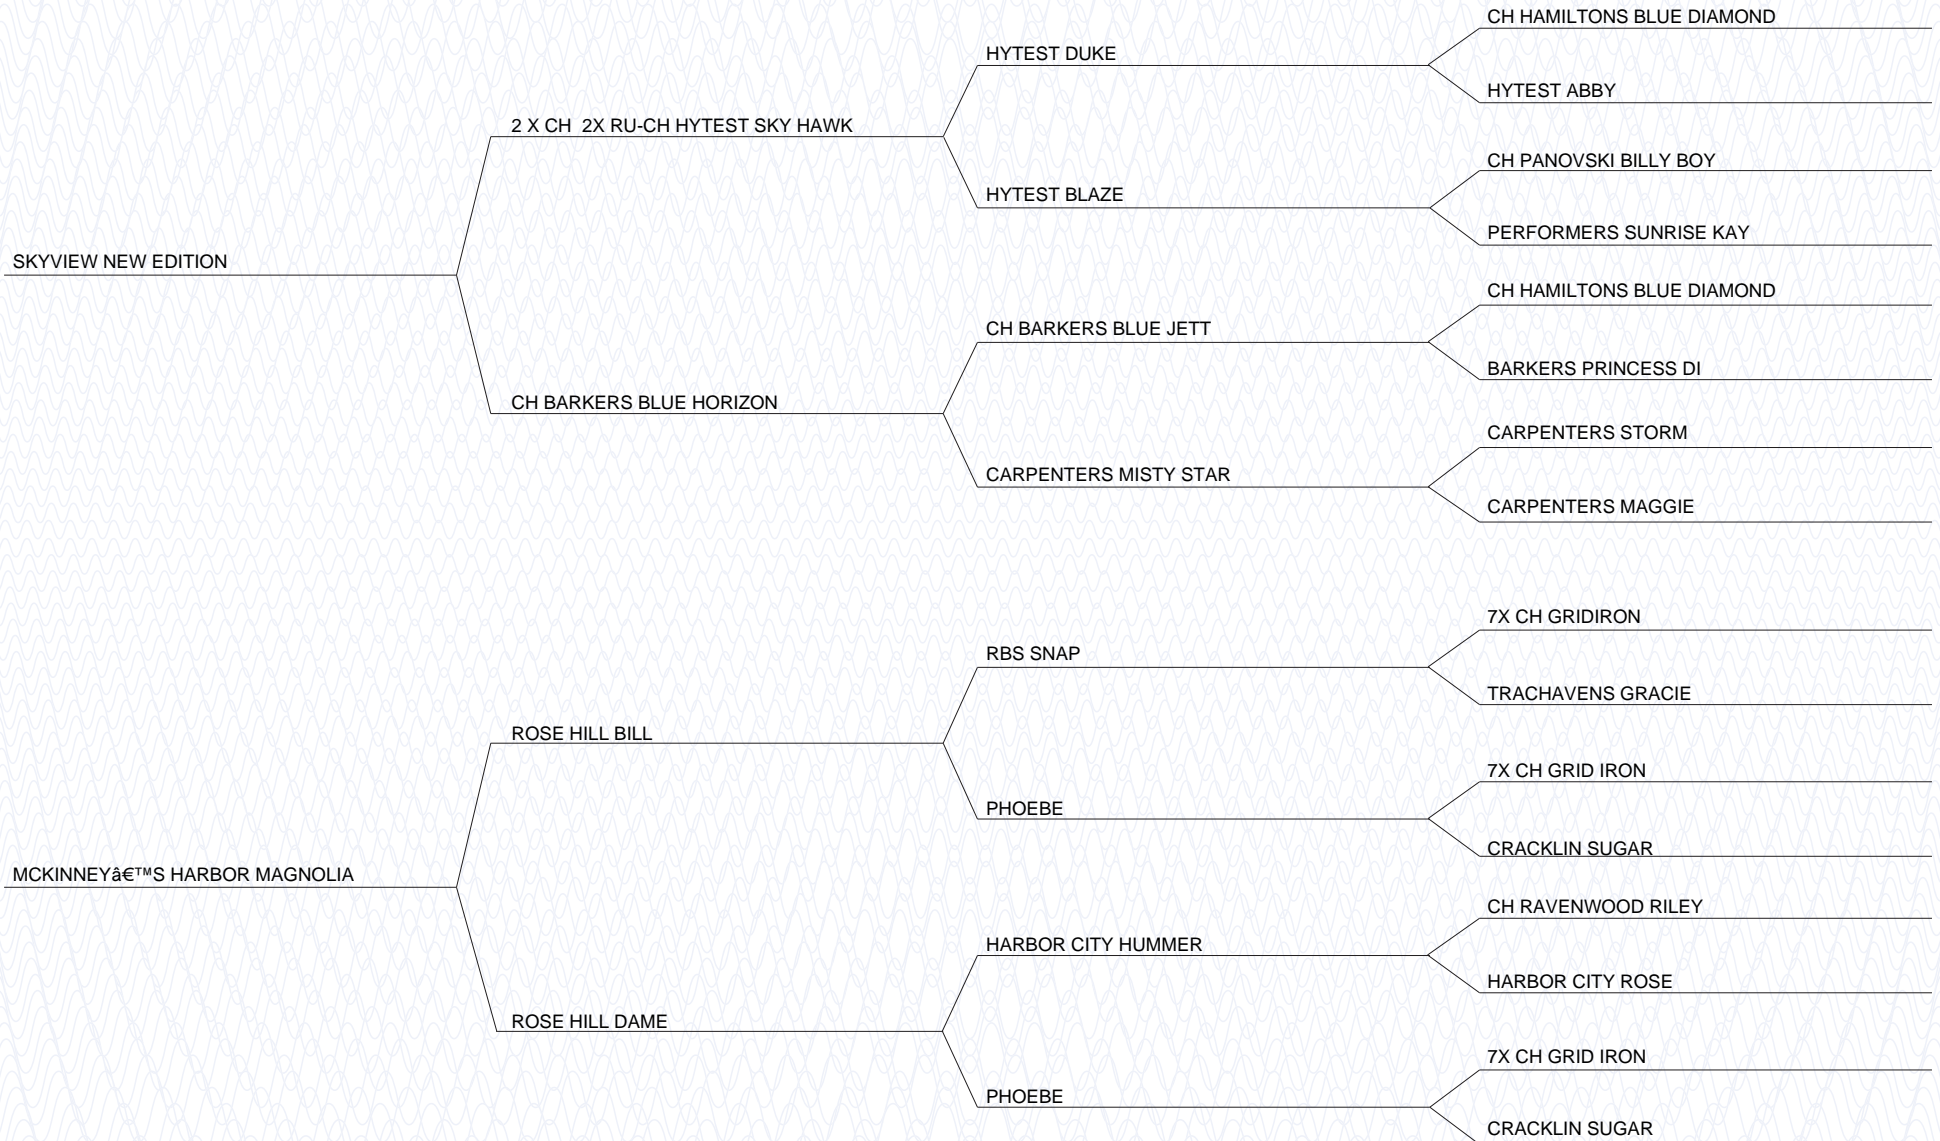 CH HAMILTONS BLUE DIAMOND
HYTEST DUKE
HYTEST ABBY
2 X CH  2X RU-CH HYTEST SKY HAWK
CH PANOVSKI BILLY BOY
HYTEST BLAZE
PERFORMERS SUNRISE KAY
SKYVIEW NEW EDITION
CH HAMILTONS BLUE DIAMOND
CH BARKERS BLUE JETT
BARKERS PRINCESS DI
CH BARKERS BLUE HORIZON
CARPENTERS STORM
CARPENTERS MISTY STAR
CARPENTERS MAGGIE
7X CH GRIDIRON
RBS SNAP
TRACHAVENS GRACIE
ROSE HILL BILL
7X CH GRID IRON
PHOEBE
CRACKLIN SUGAR
MCKINNEYâ€™S HARBOR MAGNOLIA
CH RAVENWOOD RILEY
HARBOR CITY HUMMER
HARBOR CITY ROSE
ROSE HILL DAME
7X CH GRID IRON
PHOEBE
CRACKLIN SUGAR